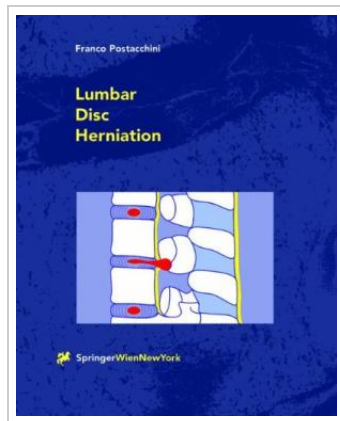 Franco Postacchini
Lumbar
Disc
Herniation
SpringerWienNewYork